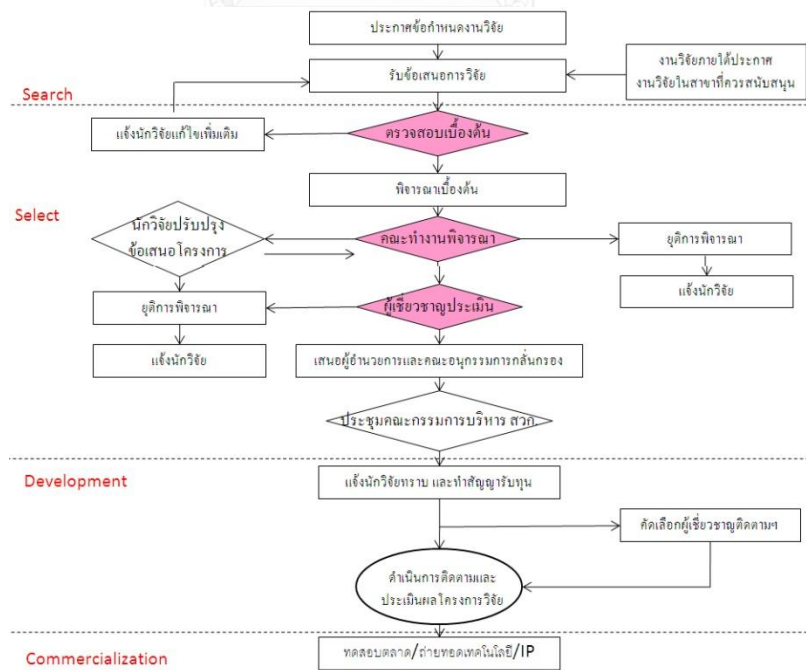 ประกาศข้อกำหนดงานวิจัย
รับข้อเสนอการวิจัย
งานวิจัยภายใต้ประกาศ
งานวิจัยในสาขาที่ควรสนับสนุน
Search
แจ้งนักวิจัยแก้ไขเพิ่มเติม
ตรวจสอบเบื้องต้น
พิจารณาเบื้องต้น
Select
นักวิจัยปรับปรุง
ข้อเสนอโครงการ
คณะทำงานพิจารณา
ยุติการพิจารณา
แจ้งนักวิจัย
ผู้เชี่ยวชาญประเมิน
ยุติการพิจารณา
แจ้งนักวิจัย
เสนอผู้อำนวยการและคณะอนุกรรมการกลั่นกรอง
ประชุมคณะกรรมการบริหาร สวก.
Development
แจ้งนักวิจัยทราบ และทำสัญญารับทุน
คัดเลือกผู้เชี่ยวชาญติดตามฯ
ดำเนินการติดตามและ
ประเมินผลโครงการวิจัย
Commercialization
ทดสอบตลาด/ถ่ายทอดเทคโนโลยี/IP